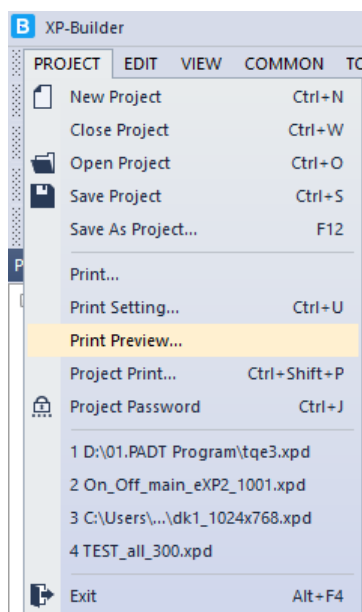 B XP-Builder
PROJECT EDIT VIEW COMMON TO
New Project Ctrl+N
Close Project Ctrl+W
Open Project Ctrl+O
Save Project Ctrl+S
Save As Project... F12
P
Print...
Print Setting... Ctrl+U
Print Preview...
Project Print... Ctrl+Shift+P
Project Password Ctrl+J
1 D:\01.PADT Program\tqe3.xpd
2 On_Off_main_eXP2_1001.xpd
3 C:\Users\...\dk1_1024x768.xpd
4 TEST_all_300.xpd
Exit Alt+F4